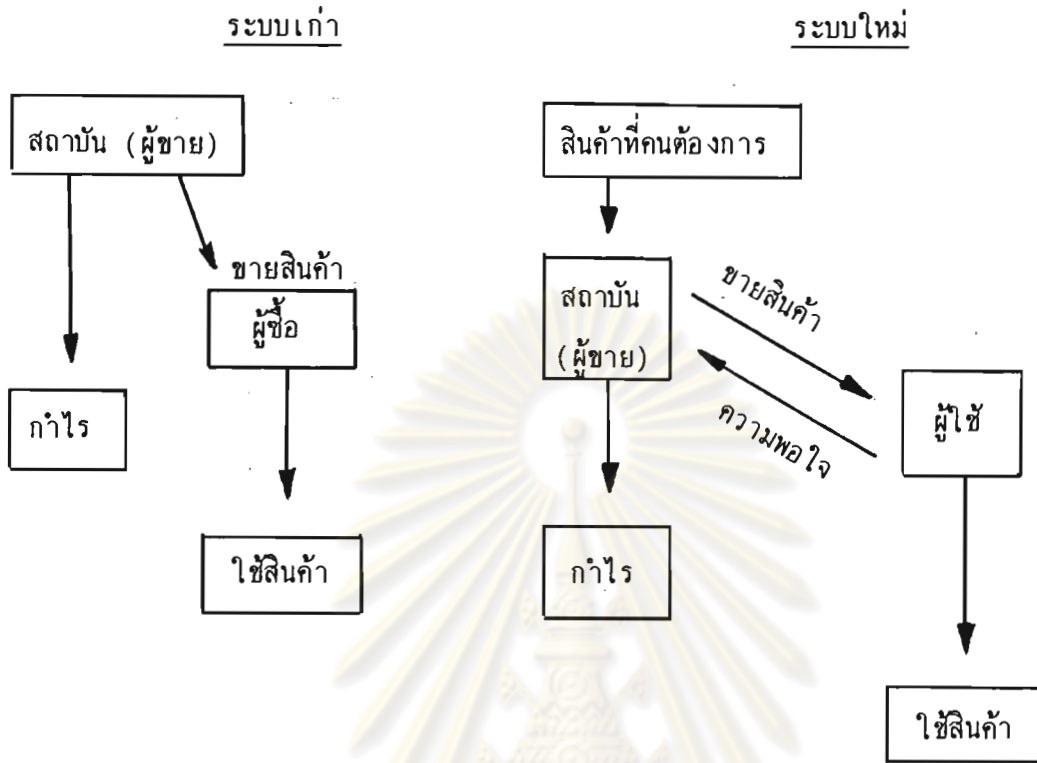 ระบบเก่า
สถาบัน (ผู้ขาย)
ขายสินค้า
ผู้ซื้อ
กำไร
ใช้สินค้า
ระบบใหม่
สินค้าที่คนต้องการ
สถาบัน
(ผู้ขาย)
ขายสินค้า
ความพอใจ
ผู้ใช้
กำไร
ใช้สินค้า